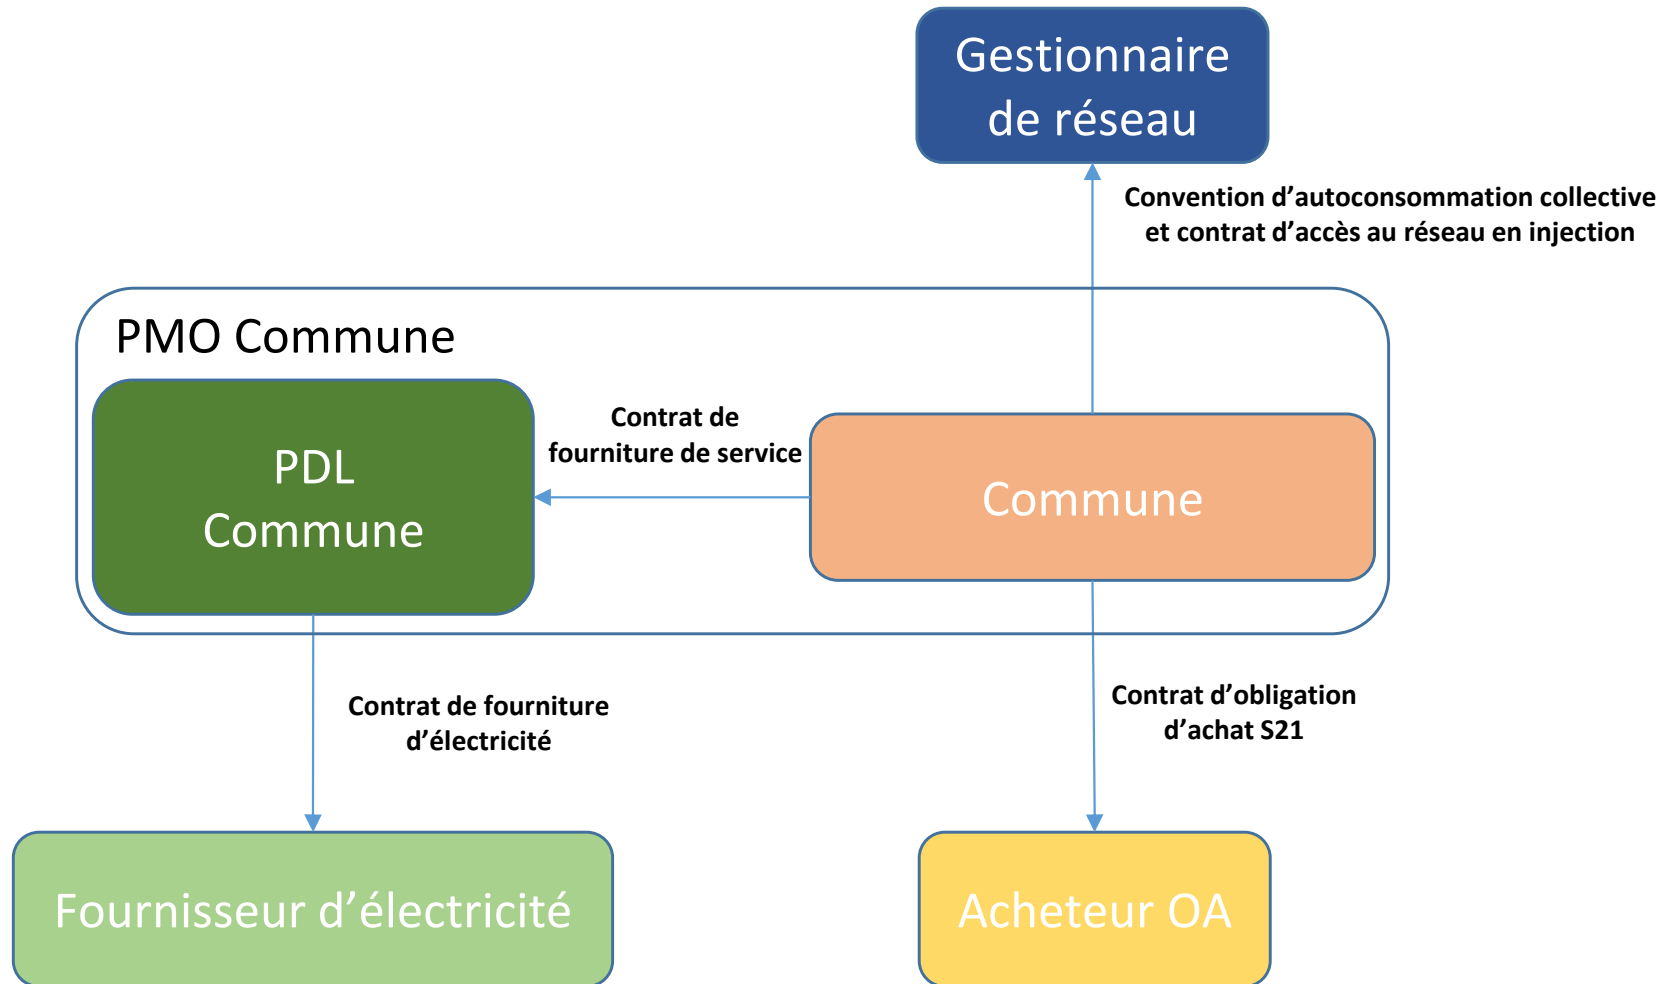 Gestionnaire
de réseau
Convention d’autoconsommation collective
et contrat d’accès au réseau en injection
PMO Commune
PDL
Commune
Contrat de
fourniture de service
Commune
Contrat de fourniture
d’électricité
Contrat d’obligation
d’achat S21
Fournisseur d’électricité
Acheteur OA